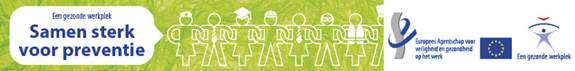 Een gezonde werkplek
Samen sterk
voor preventie
Europees Agentschap voor
veiligheid en gezondheid
op het werk
Een gezonde werkplek